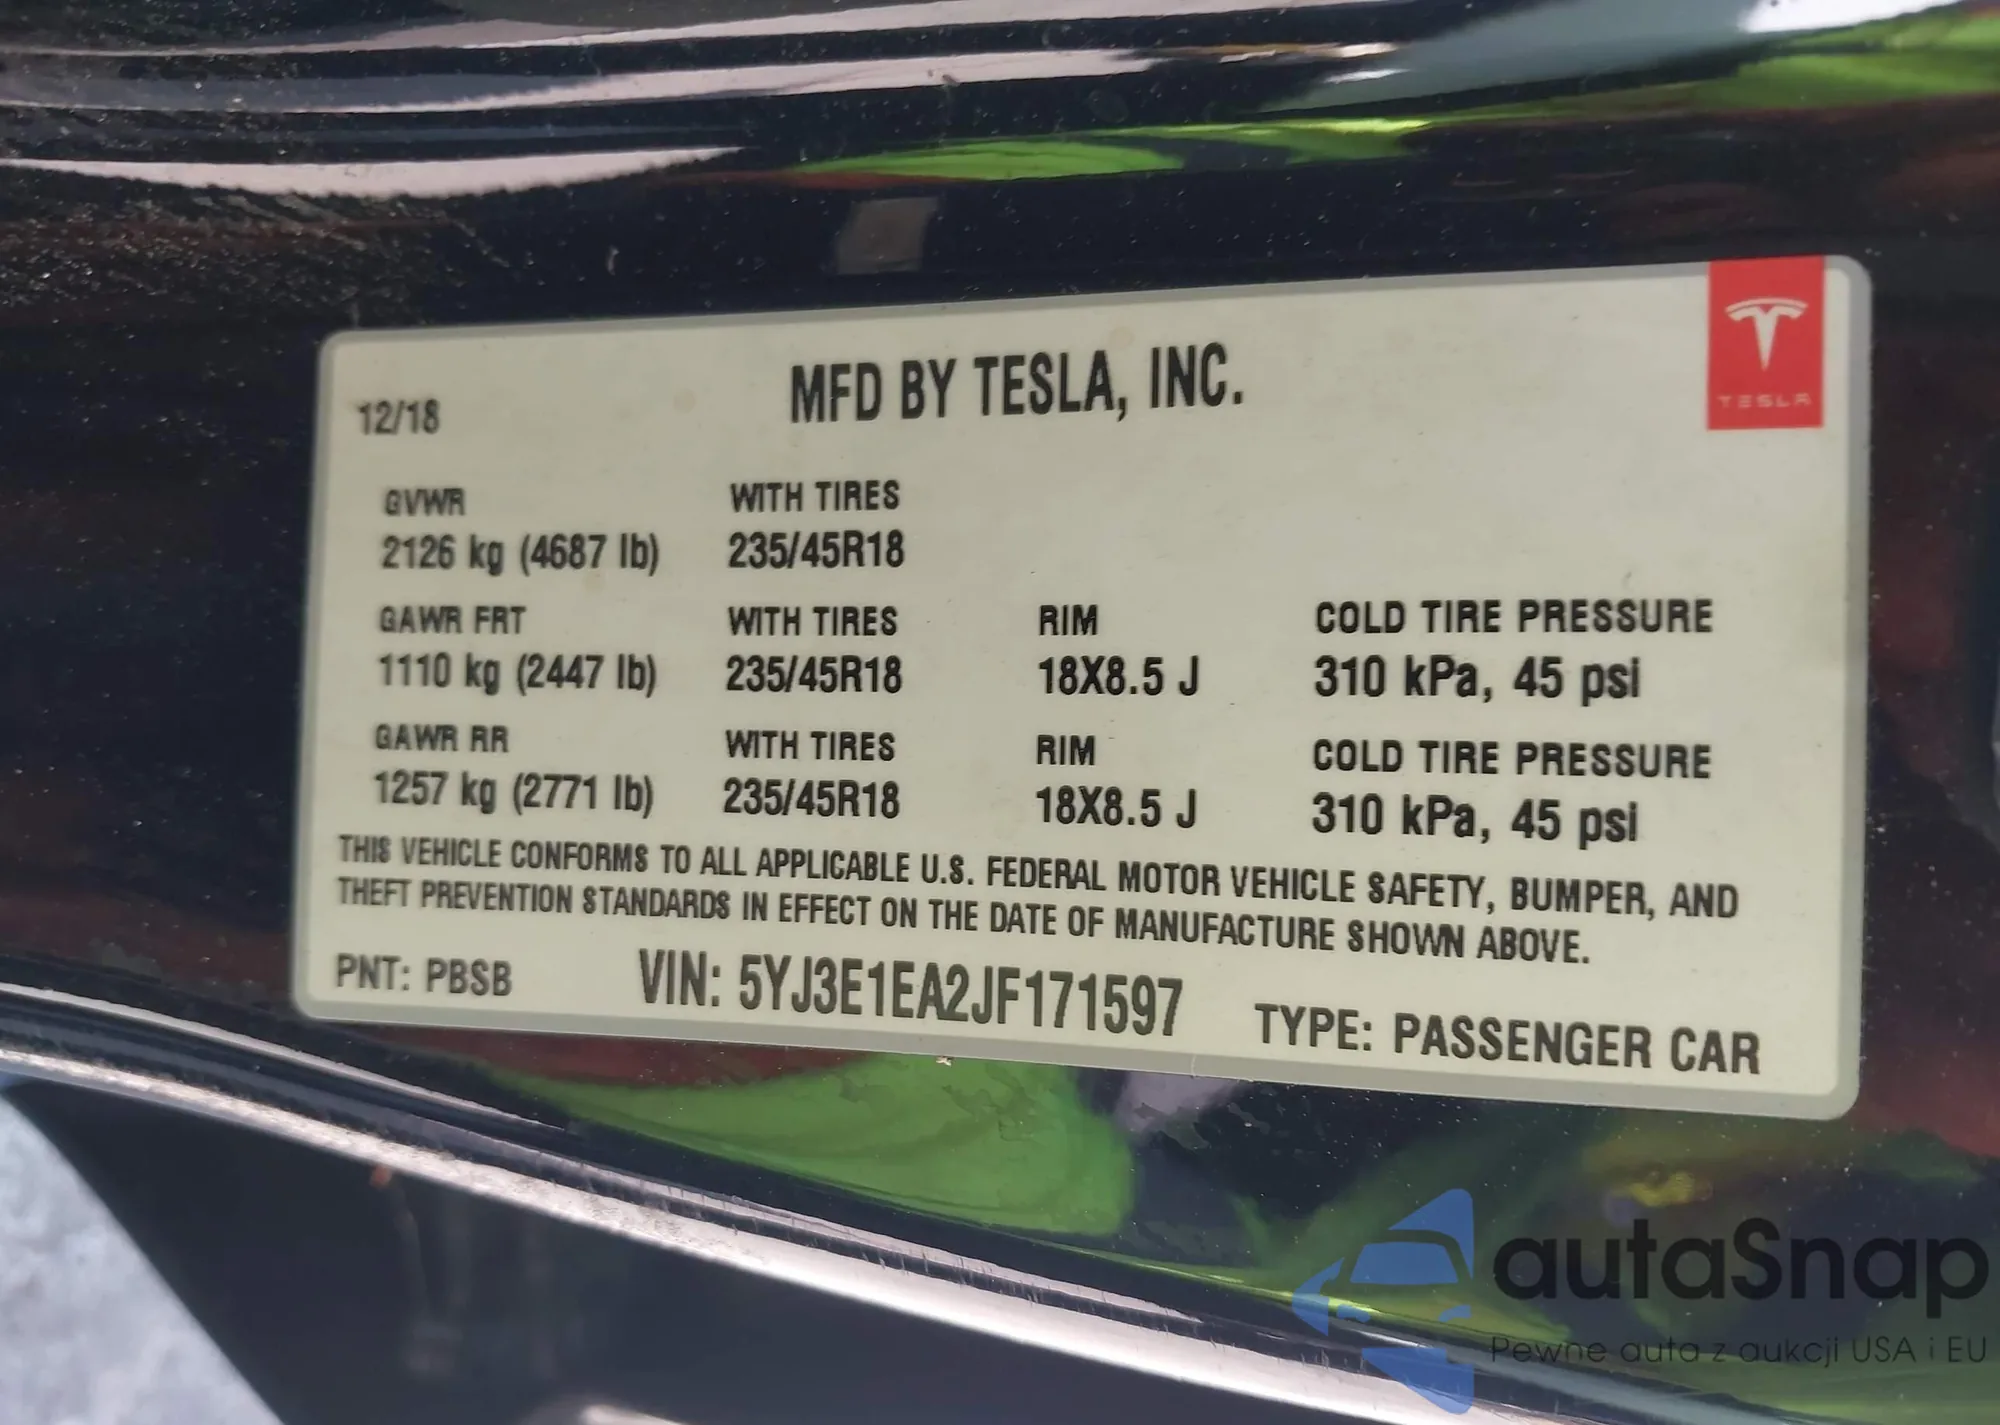 12/18
MFD BY TESLA, INC.
TESLA
GVWR WITH TIRES
2126 kg (4687 lb) 235/45R18
GAWR FRT WITH TIRES RIM COLD TIRE PRESSURE
1110 kg (2447 lb) 235/45R18 18X8.5 J 310 kPa, 45 psi
GAWR RR WITH TIRES RIM COLD TIRE PRESSURE
1257 kg (2771 lb) 235/45R18 18X8.5 J 310 kPa, 45 psi
THIS VEHICLE CONFORMS TO ALL APPLICABLE U.S. FEDERAL MOTOR VEHICLE SAFETY, BUMPER, AND
THEFT PREVENTION STANDARDS IN EFFECT ON THE DATE OF MANUFACTURE SHOWN ABOVE.
PNT: PBSB VIN: 5YJ3E1EA2JF171597 TYPE: PASSENGER CAR
autaSnap
Pewne auta z aukcji USA i EU